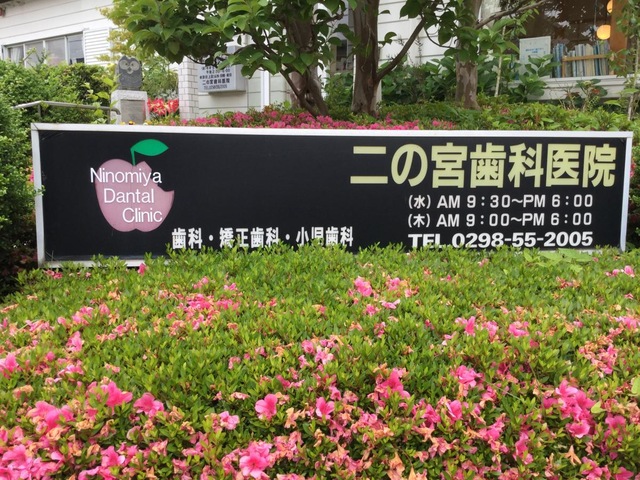 Ninomiya
Dantal
Clinic
歯科・矯正歯科・小児歯科
二の宮歯科医院
(水) AM 9:30~PM 6:00
(木) AM 9:00~PM 6:00
TEL.0298-55-2005